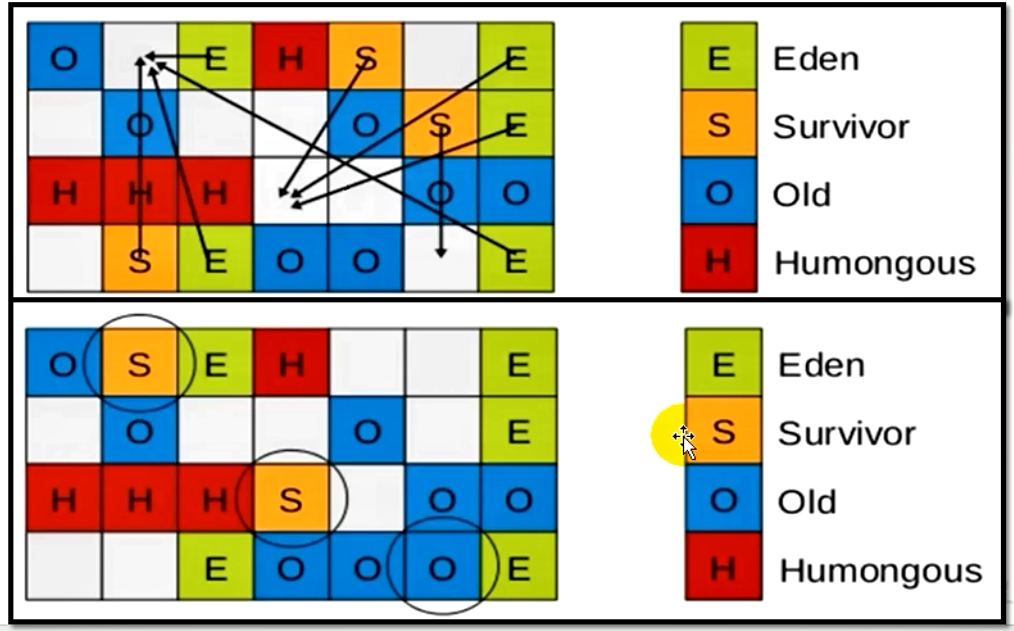 O E H S E E Eden
O O S E S Survivor
H H H O O O Old
S E O O E H Humongous
O S E H E E Eden
O O E S Survivor
H H H S O O O Old
E O O O E H Humongous